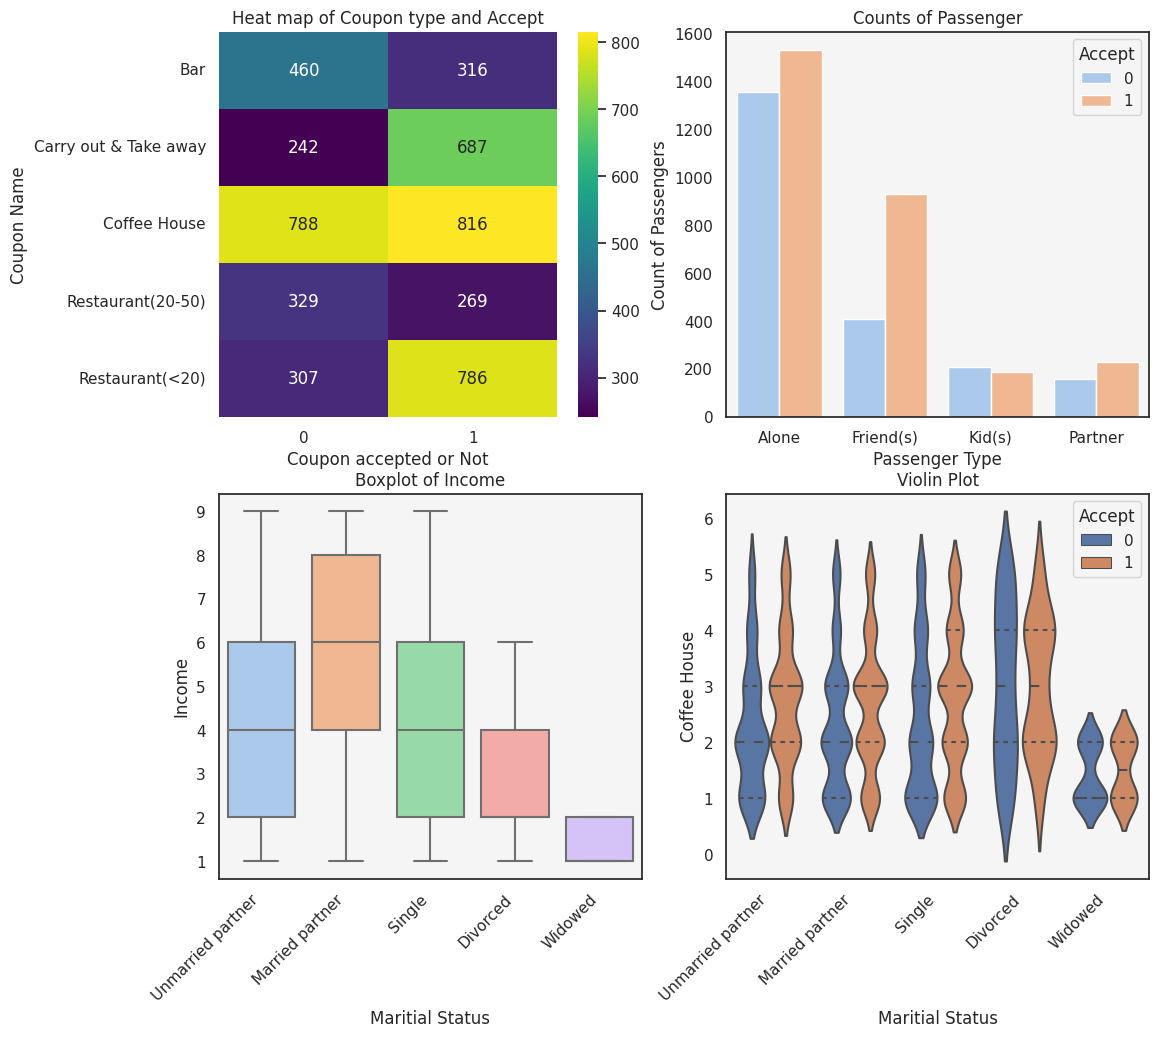 Heat map of Coupon type and Accept
Coupon Name
Bar
Carry out & Take away
Coffee House
Restaurant(20-50)
Restaurant(<20)
460 316
242 687
788 816
329 269
307 786
0 1
Coupon accepted or Not
800
700
600
500
400
300
Counts of Passenger
Count of Passengers
1600
1400
1200
1000
800
600
400
200
0
Accept
0
1
Alone Friend(s) Kid(s) Partner
Passenger Type
Boxplot of Income
Income
9
8
7
6
5
4
3
2
1
Unmarried partner Married partner Single Divorced Widowed
Maritial Status
Violin Plot
Coffee House
6
5
4
3
2
1
0
Accept
0
1
Unmarried partner Married partner Single Divorced Widowed
Maritial Status